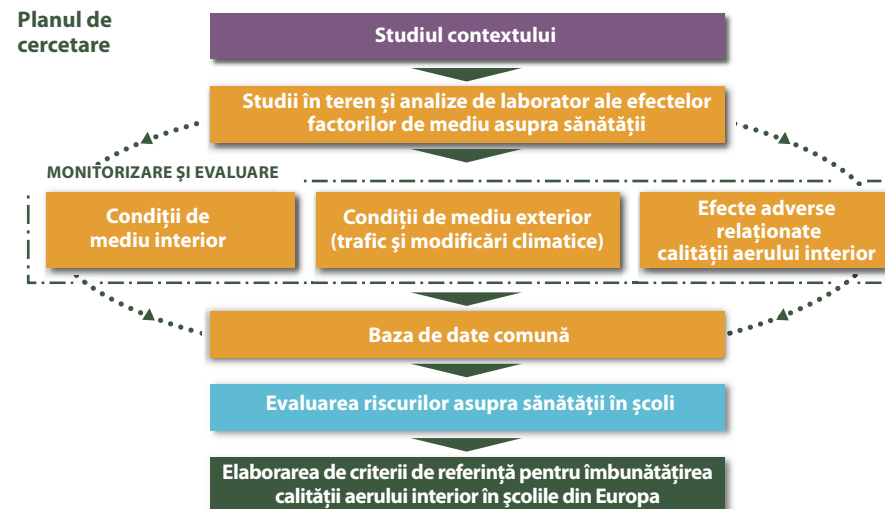 Planul de
cercetare
Studiul contextului
Studii în teren și analize de laborator ale efectelor
factorilor de mediu asupra sănătății
MONITORIZARE ŞI EVALUARE
Condiții de
mediu interior
Condiții de mediu exterior
(trafic şi modificări climatice)
Efecte adverse
relaționate
calității aerului interior
Baza de date comună
Evaluarea riscurilor asupra sănătății în școli
Elaborarea de criterii de referință pentru îmbunătățirea
calității aerului interior în şcolile din Europa